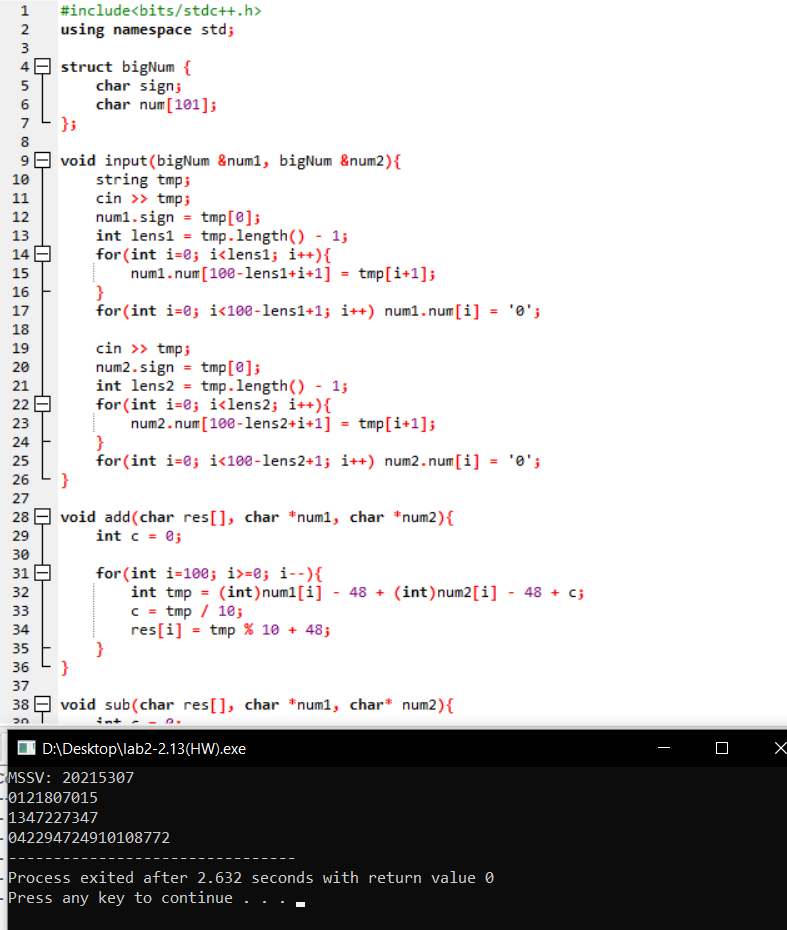 1 #include<bits/stdc++.h>
2 using namespace std;
3
4 struct bigNum {
5 char sign;
6 char num[101];
7 };
8
9 void input(bigNum &num1, bigNum &num2){
10 string tmp;
11 cin >> tmp;
12 num1.sign = tmp[0];
13 int lens1 = tmp.length() - 1;
14 for(int i=0; i<lens1; i++){
15 num1.num[100-lens1+i+1] = tmp[i+1];
16 }
17 for(int i=0; i<100-lens1+1; i++) num1.num[i] = '0';
18
19 cin >> tmp;
20 num2.sign = tmp[0];
21 int lens2 = tmp.length() - 1;
22 for(int i=0; i<lens2; i++){
23 num2.num[100-lens2+i+1] = tmp[i+1];
24 }
25 for(int i=0; i<100-lens2+1; i++) num2.num[i] = '0';
26 }
27
28 void add(char res[], char *num1, char *num2){
29 int c = 0;
30
31 for(int i=100; i>=0; i--){
32 int tmp = (int)num1[i] - 48 + (int)num2[i] - 48 + c;
33 c = tmp / 10;
34 res[i] = tmp % 10 + 48;
35 }
36 }
37
38 void sub(char res[], char *num1, char* num2){
39 int c = 0;
D:\Desktop\lab2-2.13(HW).exe
MSSV: 20215307
0121807015
1347227347
042294724910108772
--------------------------------
Process exited after 2.632 seconds with return value 0
Press any key to continue . . .